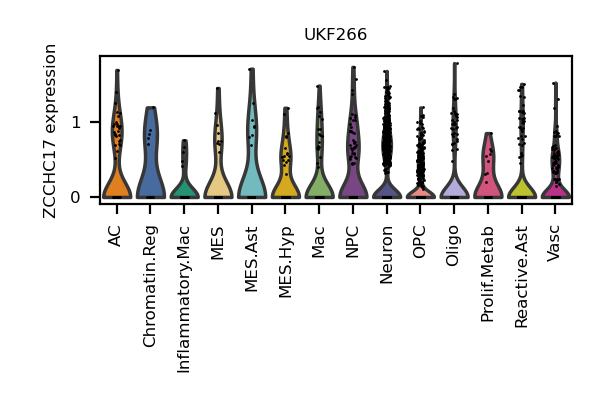 UKF266
ZCCHC17 expression
1
0
AC
Chromatin.Reg
Inflammatory.Mac
MES
MES.Ast
MES.Hyp
Mac
NPC
Neuron
OPC
Oligo
Prolif.Metab
Reactive.Ast
Vasc